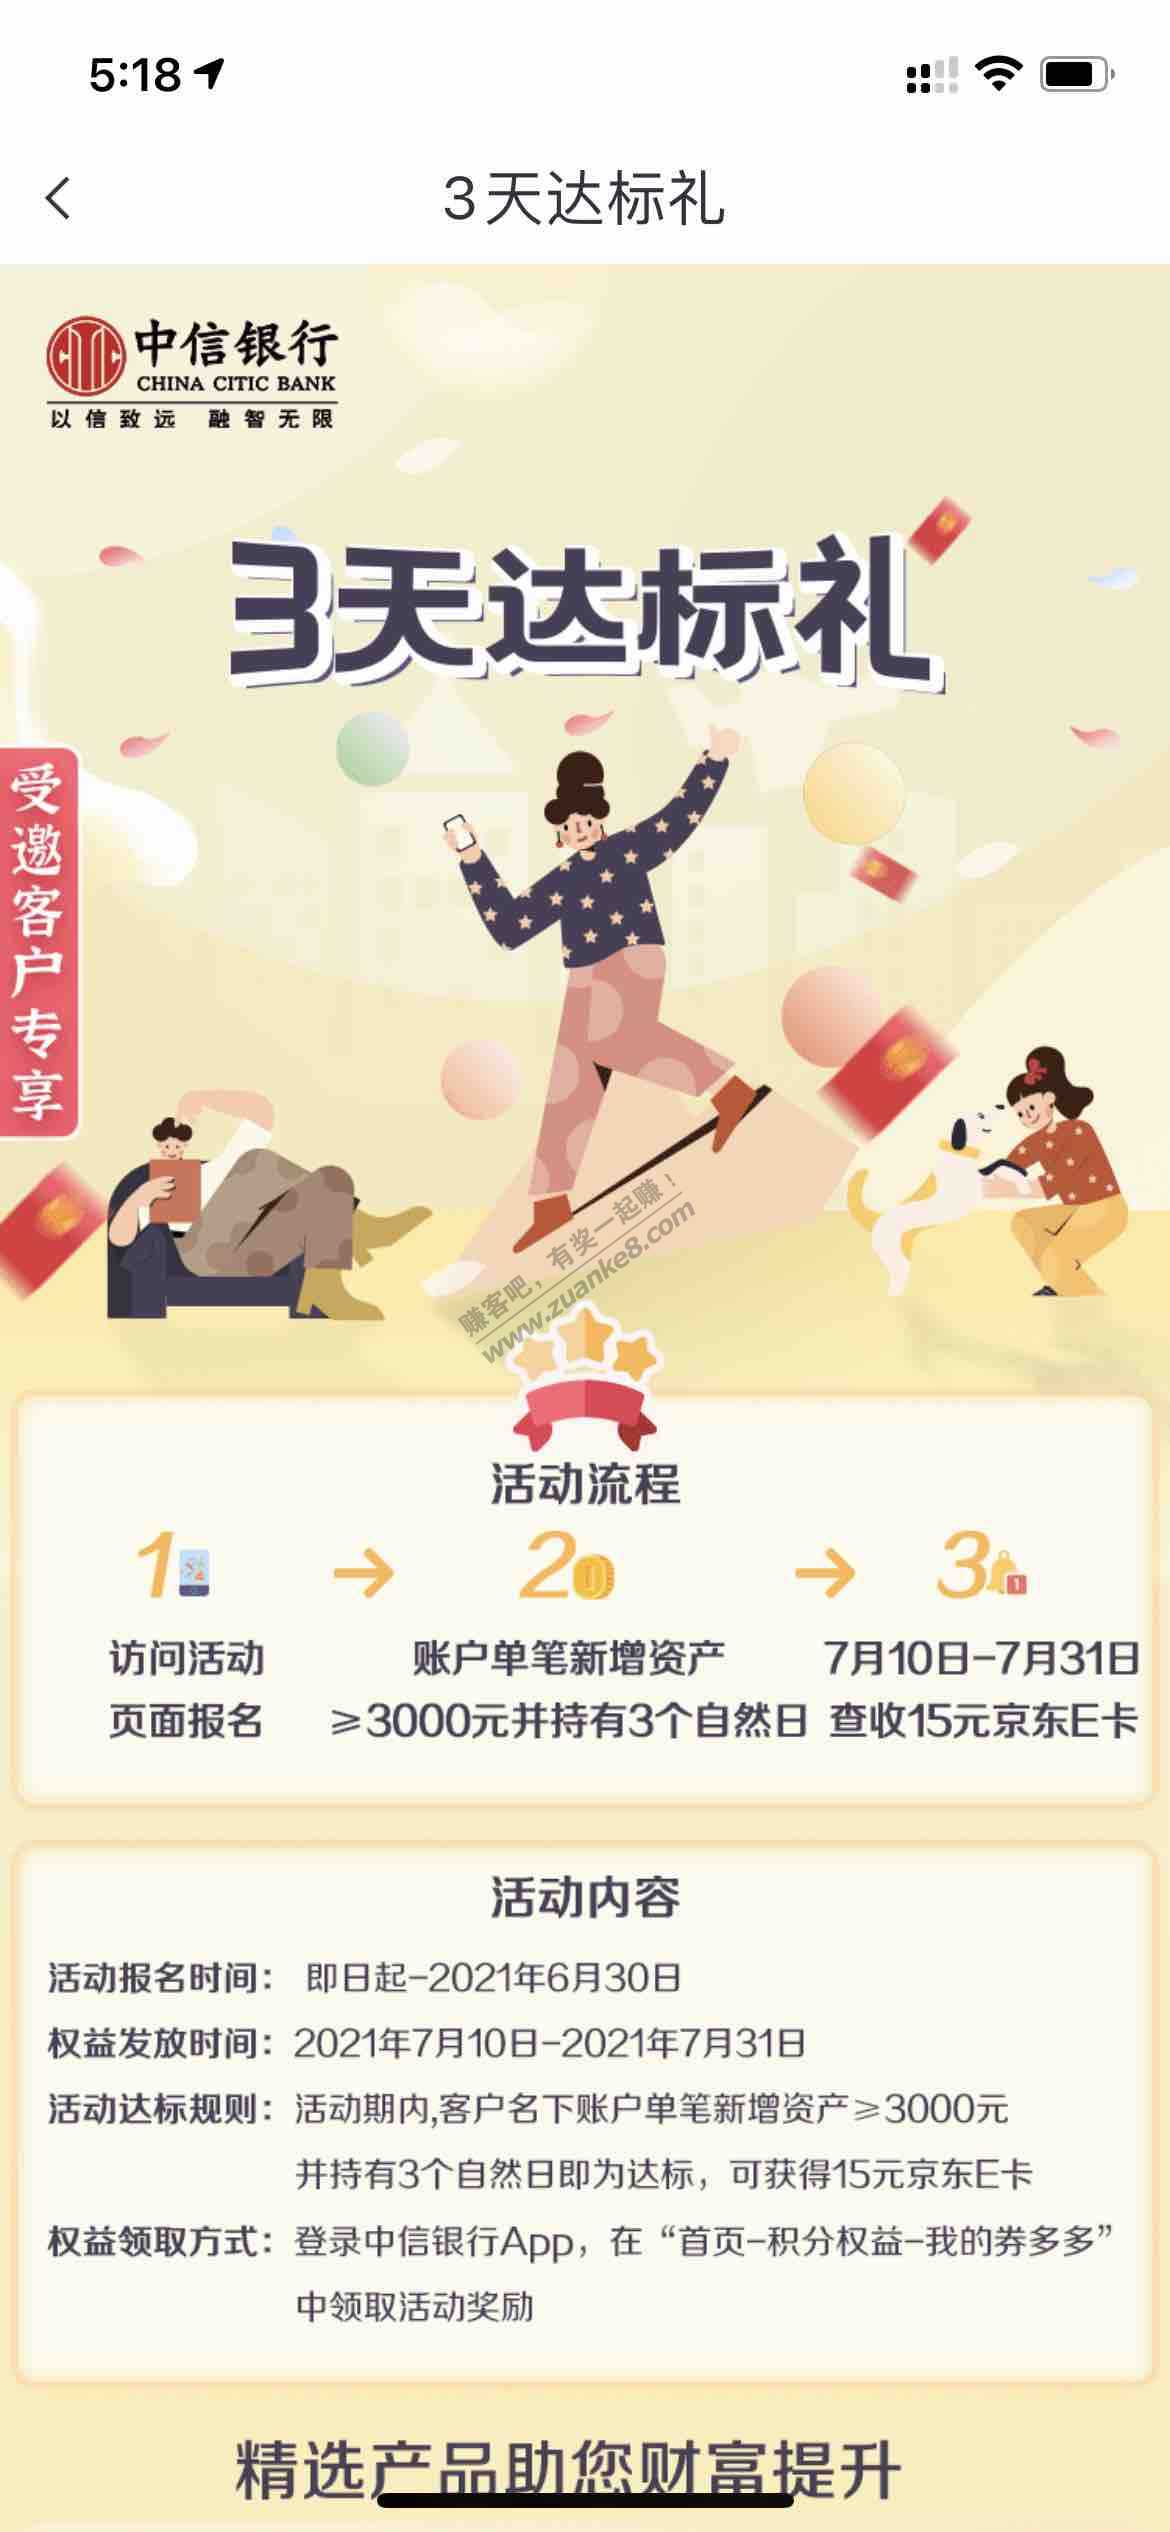 5:18
3天达标礼
中信银行
CHINA CITIC BANK
以信致远 融智无限
3天达标礼
受邀客户专享
赚客吧，有奖一起赚！
www.zuanke8.com
活动流程
1 → 2 → 3
访问活动 账户单笔新增资产 7月10日-7月31日
页面报名 ≥3000元并持有3个自然日 查收15元京东E卡
活动内容
活动报名时间： 即日起-2021年6月30日
权益发放时间：2021年7月10日-2021年7月31日
活动达标规则：活动期内,客户名下账户单笔新增资产≥3000元
并持有3个自然日即为达标，可获得15元京东E卡
权益领取方式：登录中信银行App，在“首页-积分权益-我的券多多”
中领取活动奖励
精选产品助您财富提升